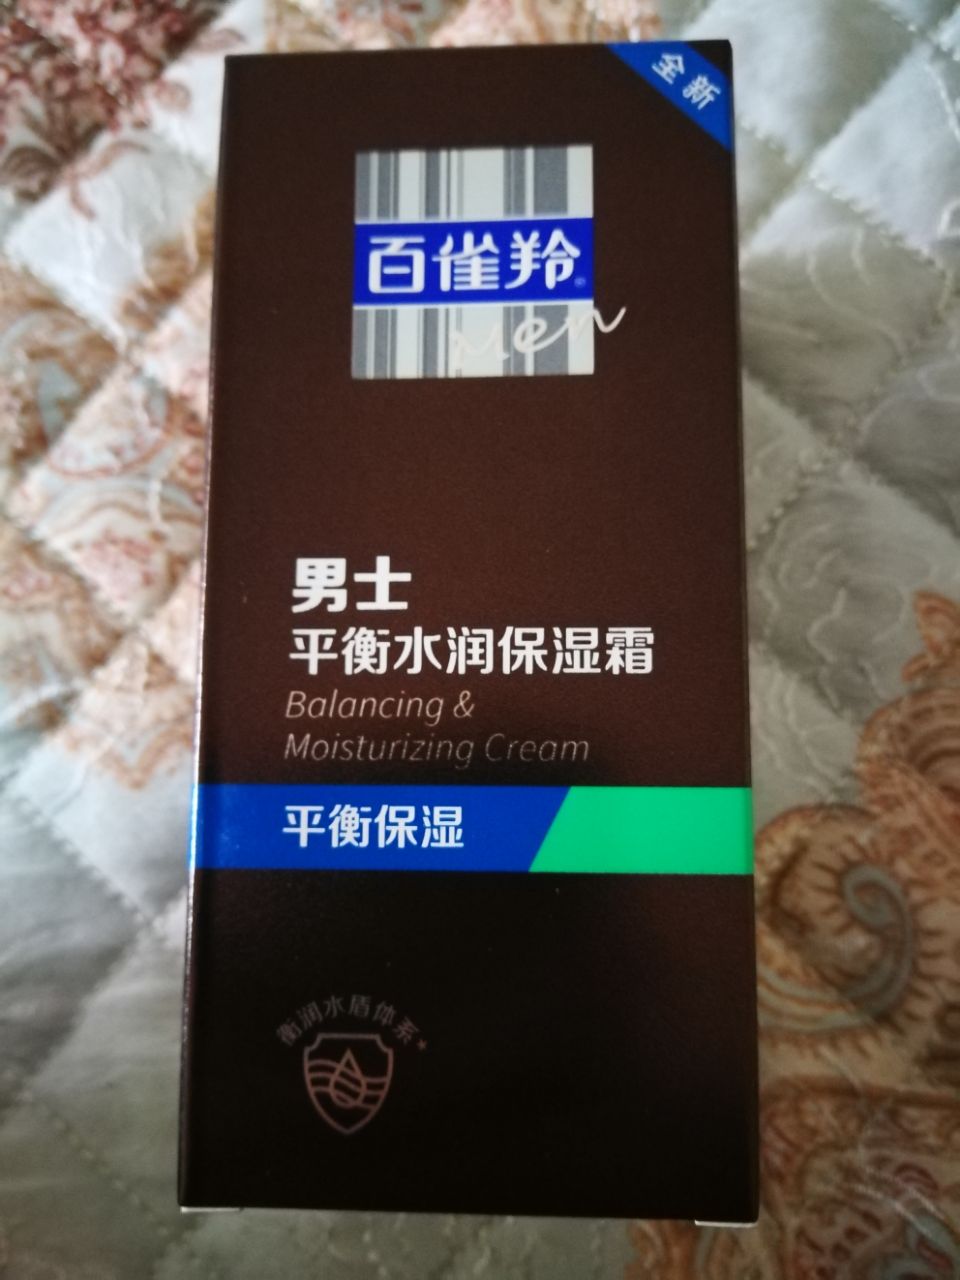 全新
百雀羚®
Men
男士
平衡水润保湿霜
Balancing &
Moisturizing Cream
平衡保湿
衡润水盾体系*